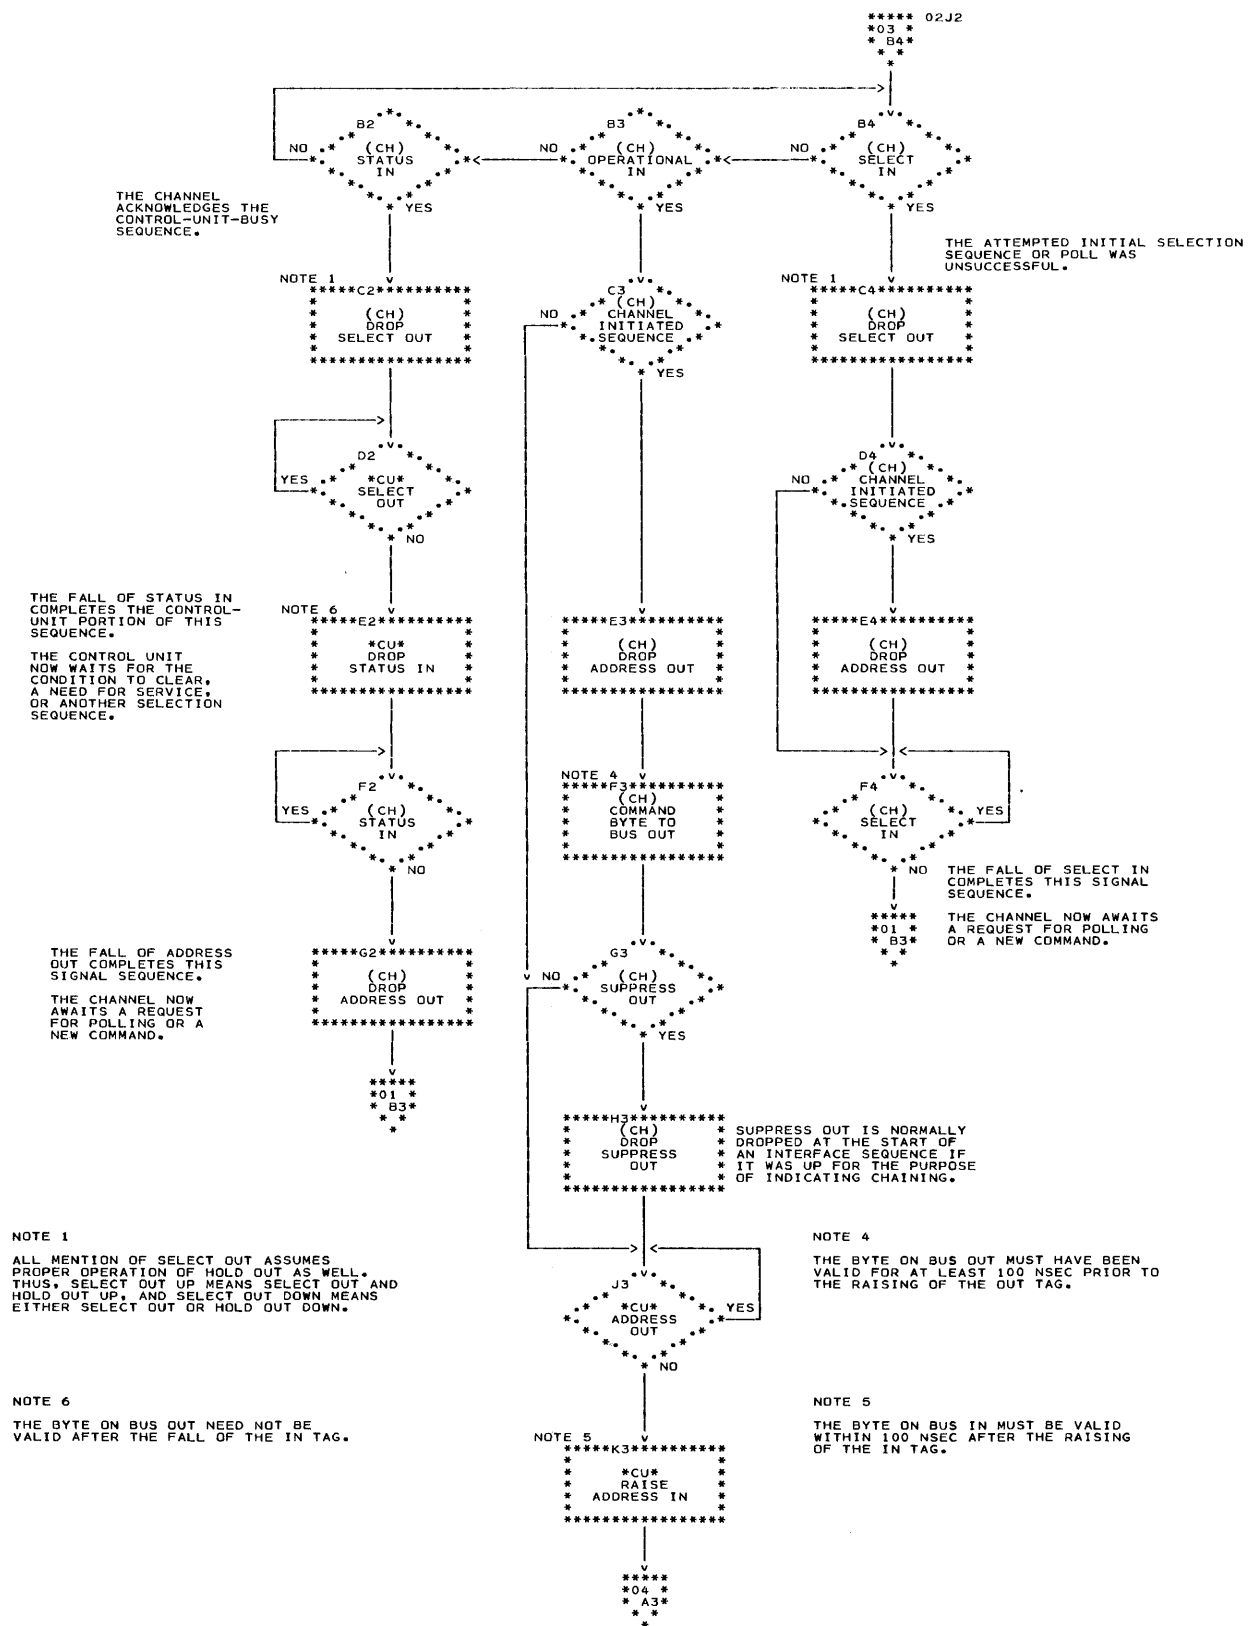 ***** 02J2
*03 *
* B4*
* *
*
B2
NO
(CH)
STATUS
IN
YES
B3
NO
(CH)
OPERATIONAL
IN
YES
B4
NO
(CH)
SELECT
IN
YES
THE CHANNEL
ACKNOWLEDGES THE
CONTROL-UNIT-BUSY
SEQUENCE.
THE ATTEMPTED INITIAL SELECTION
SEQUENCE OR POLL WAS
UNSUCCESSFUL.
NOTE 1
*****C2**********
(CH)
DROP
SELECT OUT
C3
NO
(CH)
CHANNEL
INITIATED
SEQUENCE
YES
NOTE 1
*****C4**********
(CH)
DROP
SELECT OUT
D2
YES
*CU*
SELECT
OUT
NO
D4
NO
(CH)
CHANNEL
INITIATED
SEQUENCE
YES
THE FALL OF STATUS IN
COMPLETES THE CONTROL-
UNIT PORTION OF THIS
SEQUENCE.
THE CONTROL UNIT
NOW WAITS FOR THE
CONDITION TO CLEAR,
A NEED FOR SERVICE,
OR ANOTHER SELECTION
SEQUENCE.
NOTE 6
*****E2**********
*CU*
DROP
STATUS IN
*****E3**********
(CH)
DROP
ADDRESS OUT
*****E4**********
(CH)
DROP
ADDRESS OUT
F2
YES
(CH)
STATUS
IN
NO
NOTE 4
*****F3**********
(CH)
COMMAND
BYTE TO
BUS OUT
F4
YES
(CH)
SELECT
IN
NO
THE FALL OF SELECT IN
COMPLETES THIS SIGNAL
SEQUENCE.
THE CHANNEL NOW AWAITS
A REQUEST FOR POLLING
OR A NEW COMMAND.
*****
*01 *
* B3*
* *
*
THE FALL OF ADDRESS
OUT COMPLETES THIS
SIGNAL SEQUENCE.
THE CHANNEL NOW
AWAITS A REQUEST
FOR POLLING OR A
NEW COMMAND.
*****G2**********
(CH)
DROP
ADDRESS OUT
G3
NO
(CH)
SUPPRESS
OUT
YES
*****
*01 *
* B3*
* *
*
*****H3**********
(CH)
DROP
SUPPRESS
OUT
SUPPRESS OUT IS NORMALLY
DROPPED AT THE START OF
AN INTERFACE SEQUENCE IF
IT WAS UP FOR THE PURPOSE
OF INDICATING CHAINING.
NOTE 1
ALL MENTION OF SELECT OUT ASSUMES
PROPER OPERATION OF HOLD OUT AS WELL.
THUS, SELECT OUT UP MEANS SELECT OUT AND
HOLD OUT UP, AND SELECT OUT DOWN MEANS
EITHER SELECT OUT OR HOLD OUT DOWN.
J3
*CU*
ADDRESS
OUT
YES
NO
NOTE 4
THE BYTE ON BUS OUT MUST HAVE BEEN
VALID FOR AT LEAST 100 NSEC PRIOR TO
THE RAISING OF THE OUT TAG.
NOTE 6
THE BYTE ON BUS OUT NEED NOT BE
VALID AFTER THE FALL OF THE IN TAG.
NOTE 5
THE BYTE ON BUS IN MUST BE VALID
WITHIN 100 NSEC AFTER THE RAISING
OF THE IN TAG.
NOTE 5
*****K3**********
*CU*
RAISE
ADDRESS IN
*****
*04 *
* A3*
* *
*